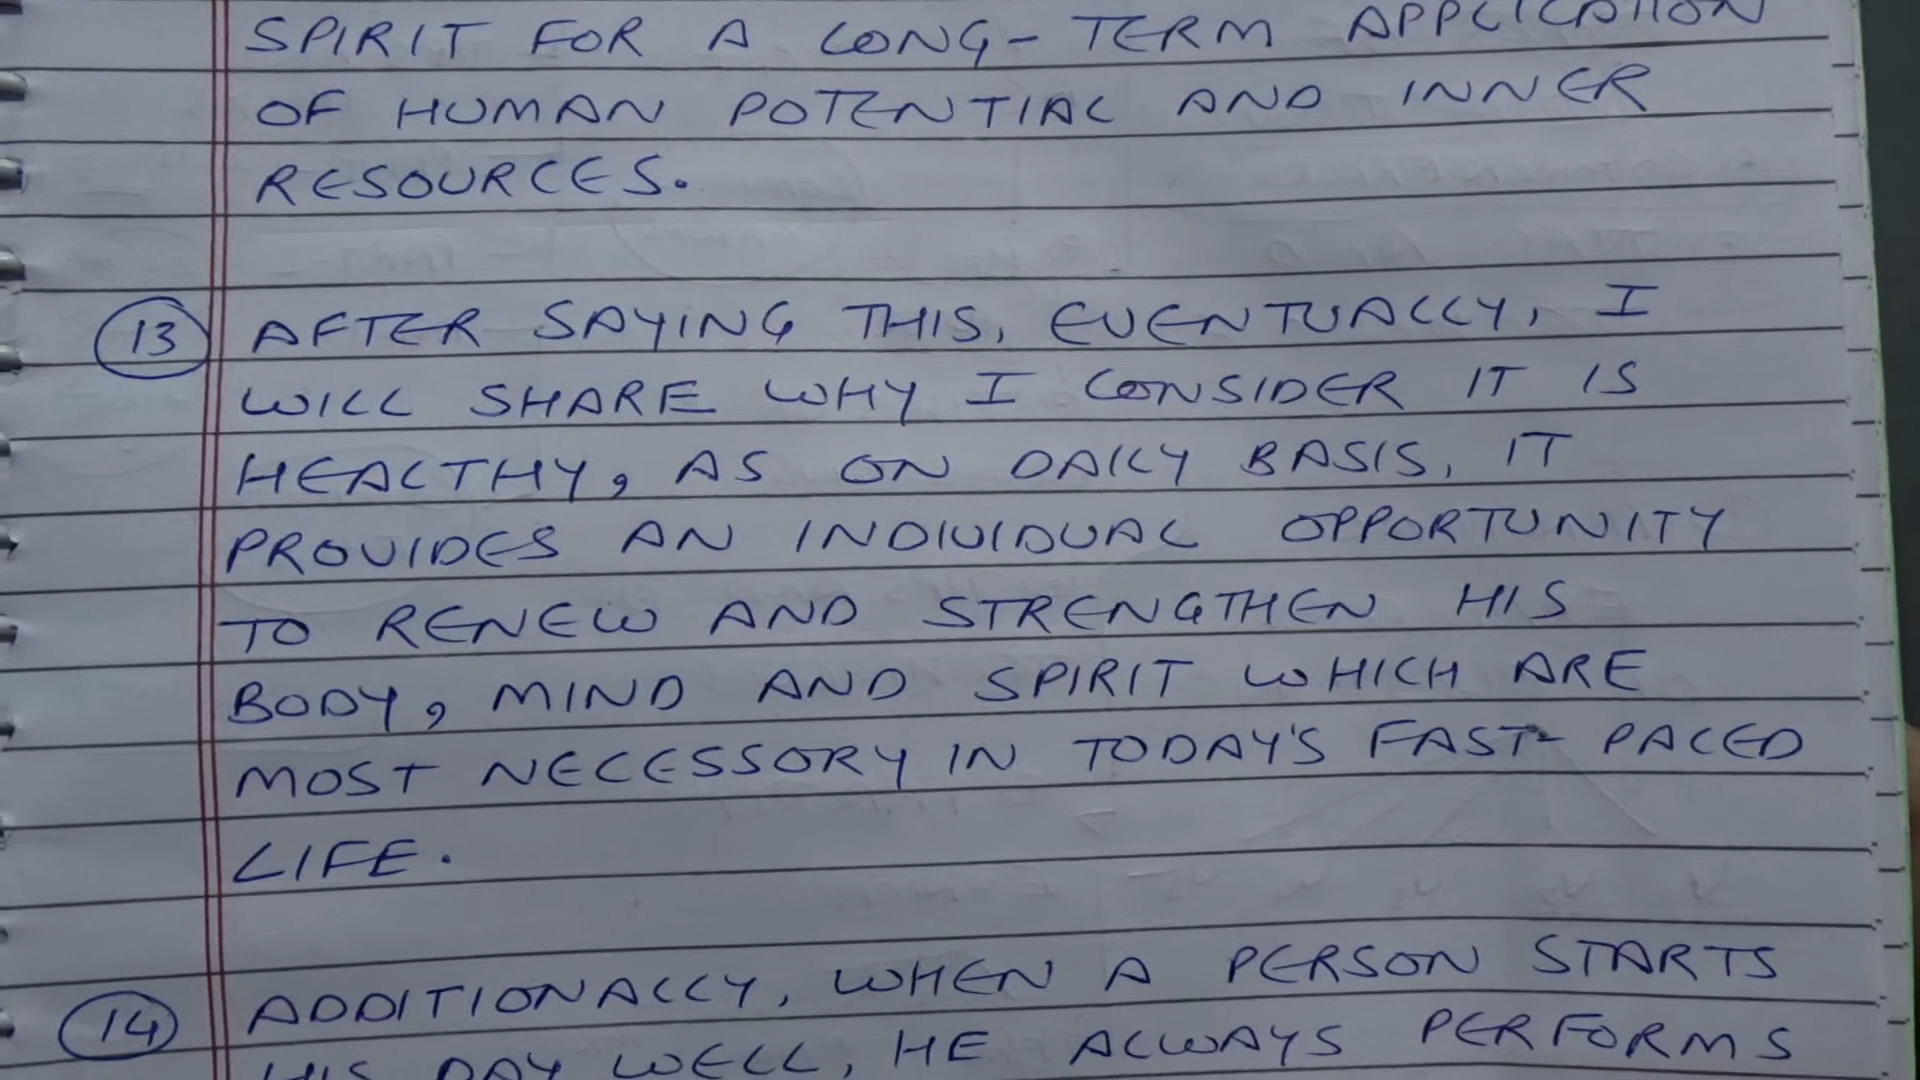 SPIRIT FOR A LONG-TERM APPLICATION
OF HUMAN POTENTIAL AND INNER
RESOURCES.
13 AFTER SAYING THIS, EVENTUALLY, I
WILL SHARE WHY I CONSIDER IT IS
HEALTHY, AS ON DAILY BASIS, IT
PROVIDES AN INDIVIDUAL OPPORTUNITY
TO RENEW AND STRENGTHEN HIS
BODY, MIND AND SPIRIT WHICH ARE
MOST NECESSORY IN TODAY'S FAST-PACED
LIFE.
14 ADDITIONALLY, WHEN A PERSON STARTS
HIS DAY WELL, HE ALWAYS PERFORMS